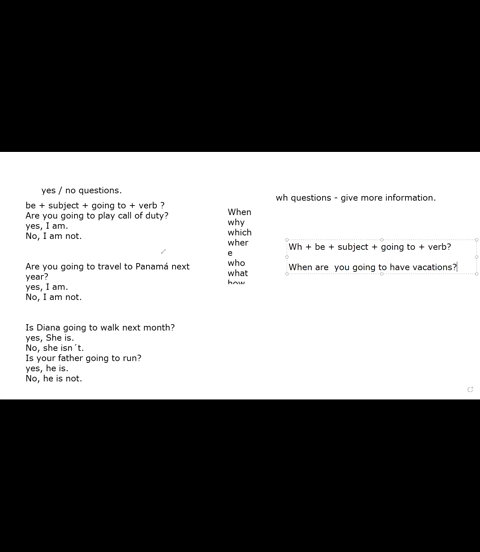 yes / no questions.
be + subject + going to + verb ?
Are you going to play call of duty?
yes, I am.
No, I am not.
Are you going to travel to Panamá next
year?
yes, I am.
No, I am not.
Is Diana going to walk next month?
yes, She is.
No, she isn´t.
Is your father going to run?
yes, he is.
No, he is not.
When
why
which
wher
e
who
what
how
wh questions - give more information.
Wh + be + subject + going to + verb?
When are  you going to have vacations?